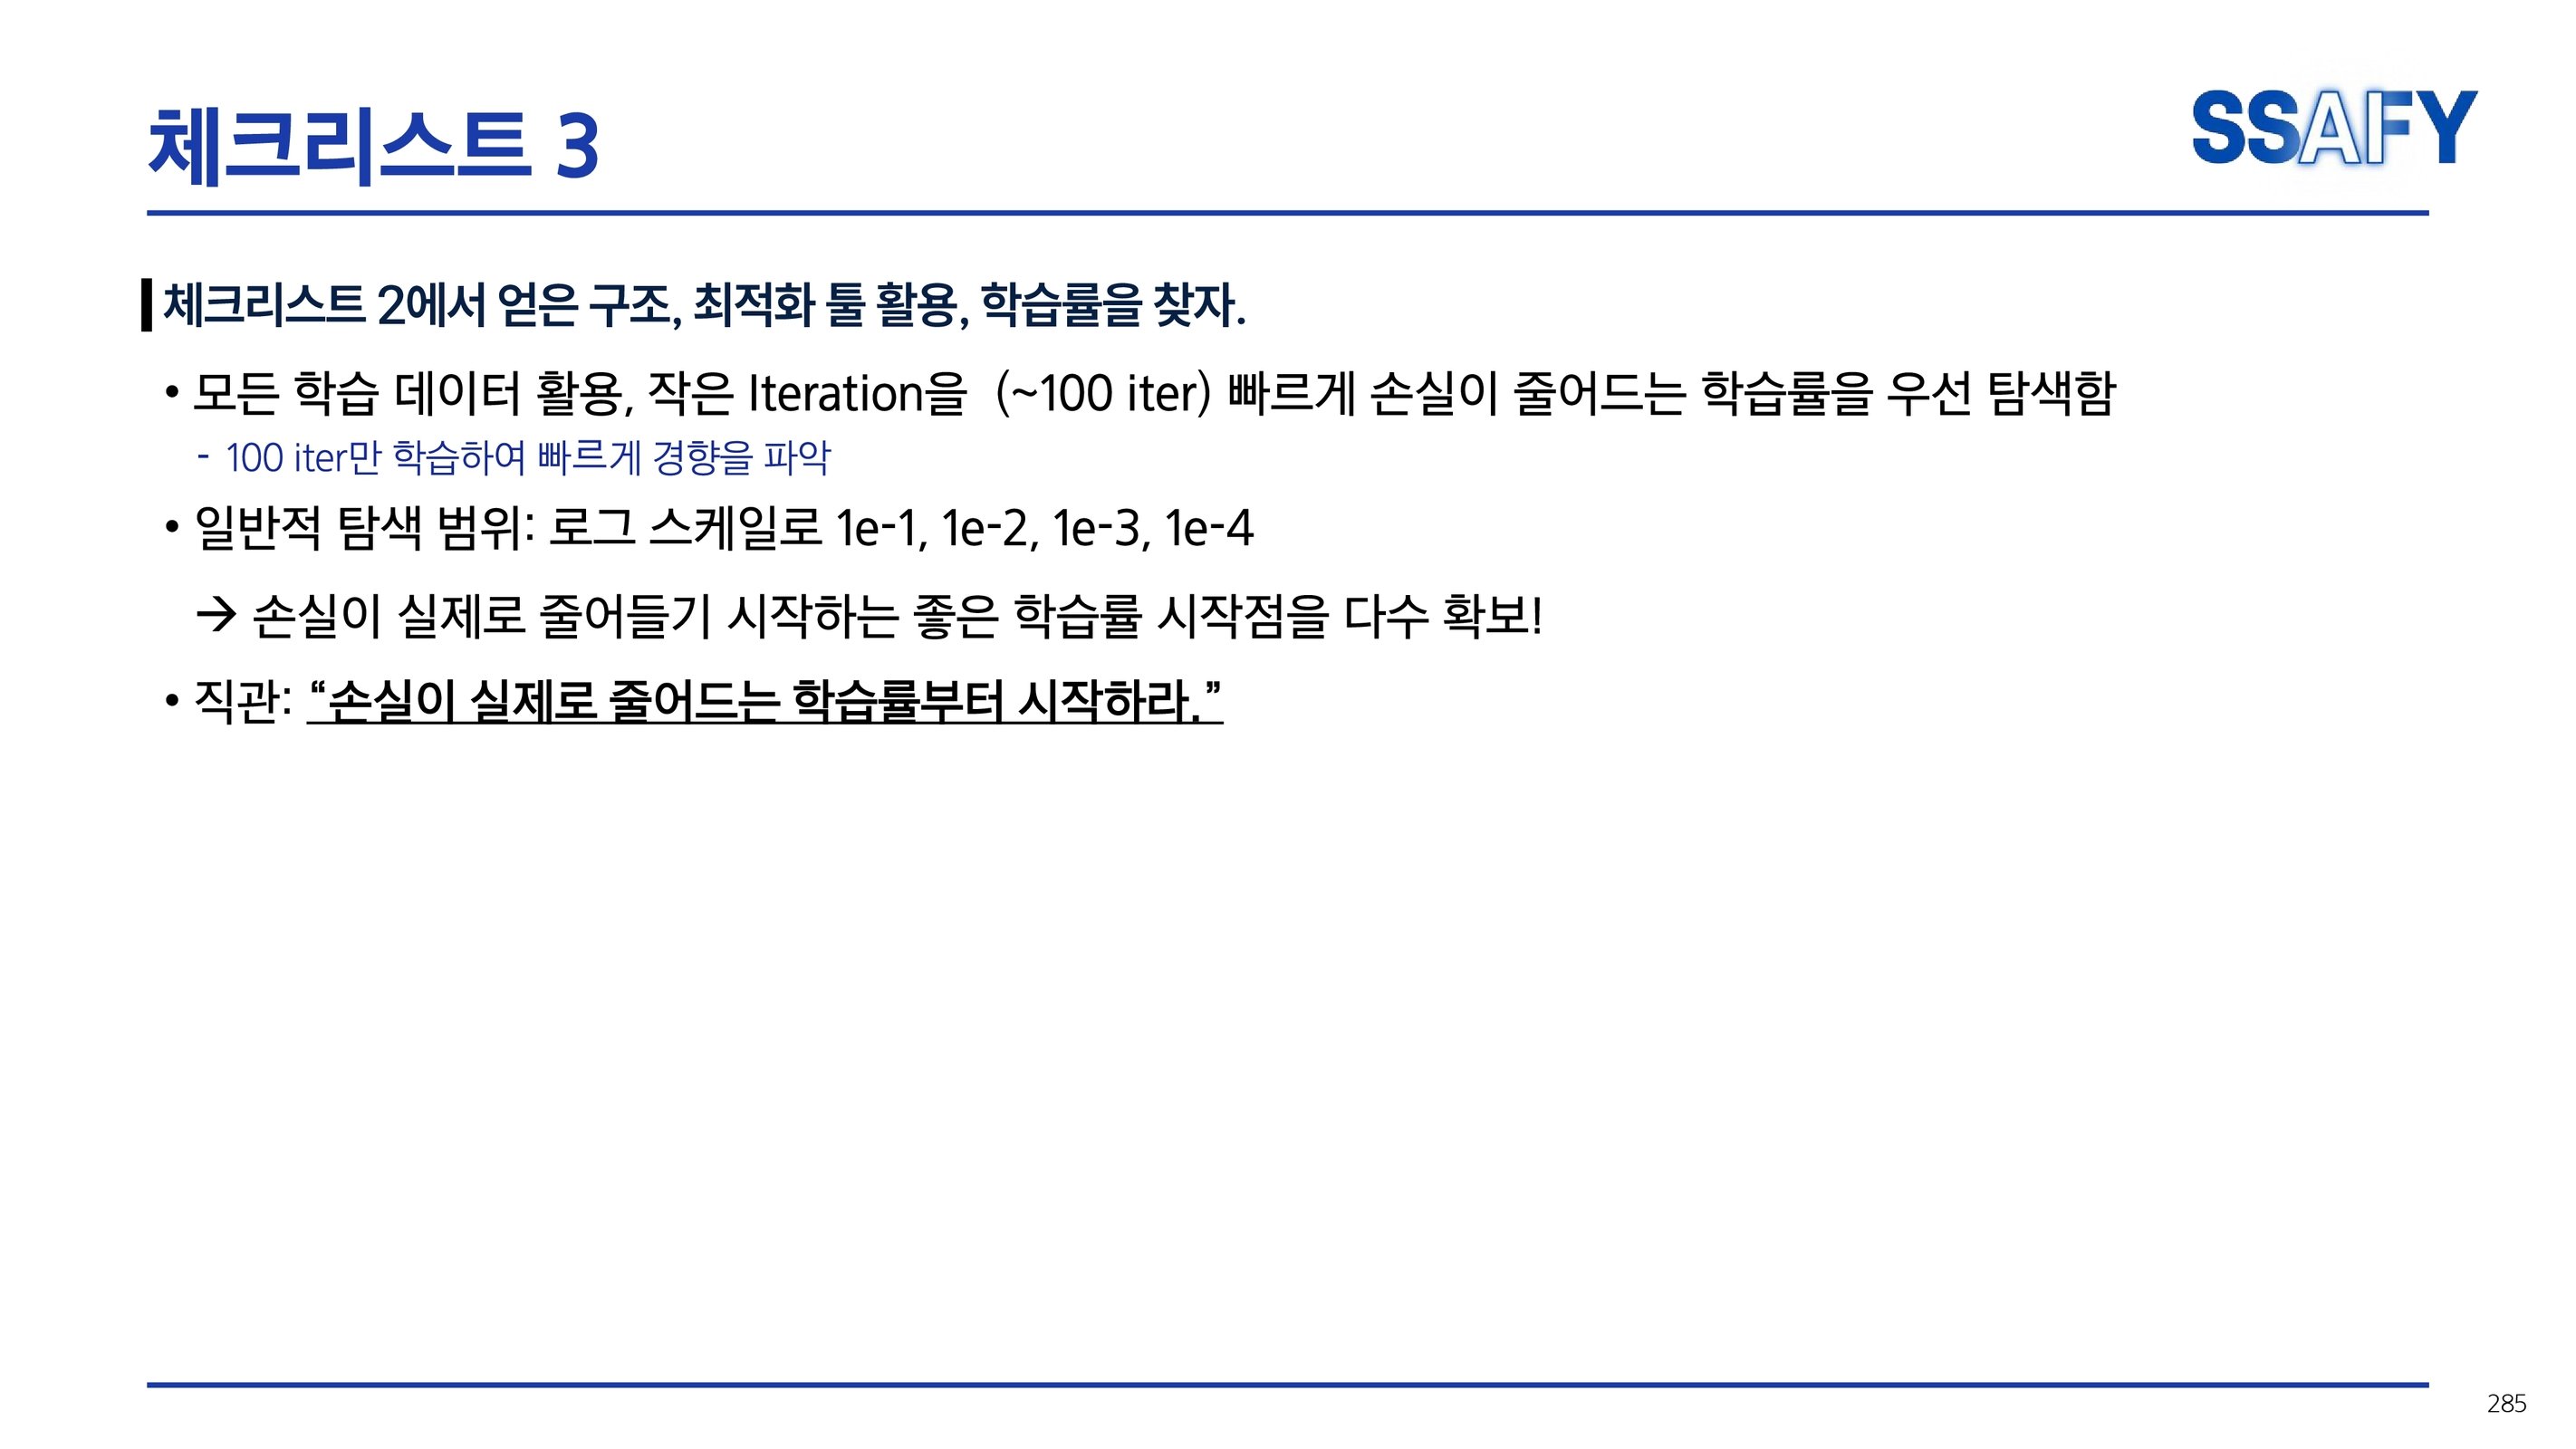 체크리스트 3
SSAFY
체크리스트 2에서 얻은 구조, 최적화 툴 활용, 학습률을 찾자.
• 모든 학습 데이터 활용, 작은 Iteration을 (~100 iter) 빠르게 손실이 줄어드는 학습률을 우선 탐색함
- 100 iter만 학습하여 빠르게 경향을 파악
• 일반적 탐색 범위: 로그 스케일로 1e-1, 1e-2, 1e-3, 1e-4
→ 손실이 실제로 줄어들기 시작하는 좋은 학습률 시작점을 다수 확보!
• 직관: “손실이 실제로 줄어드는 학습률부터 시작하라.”
285